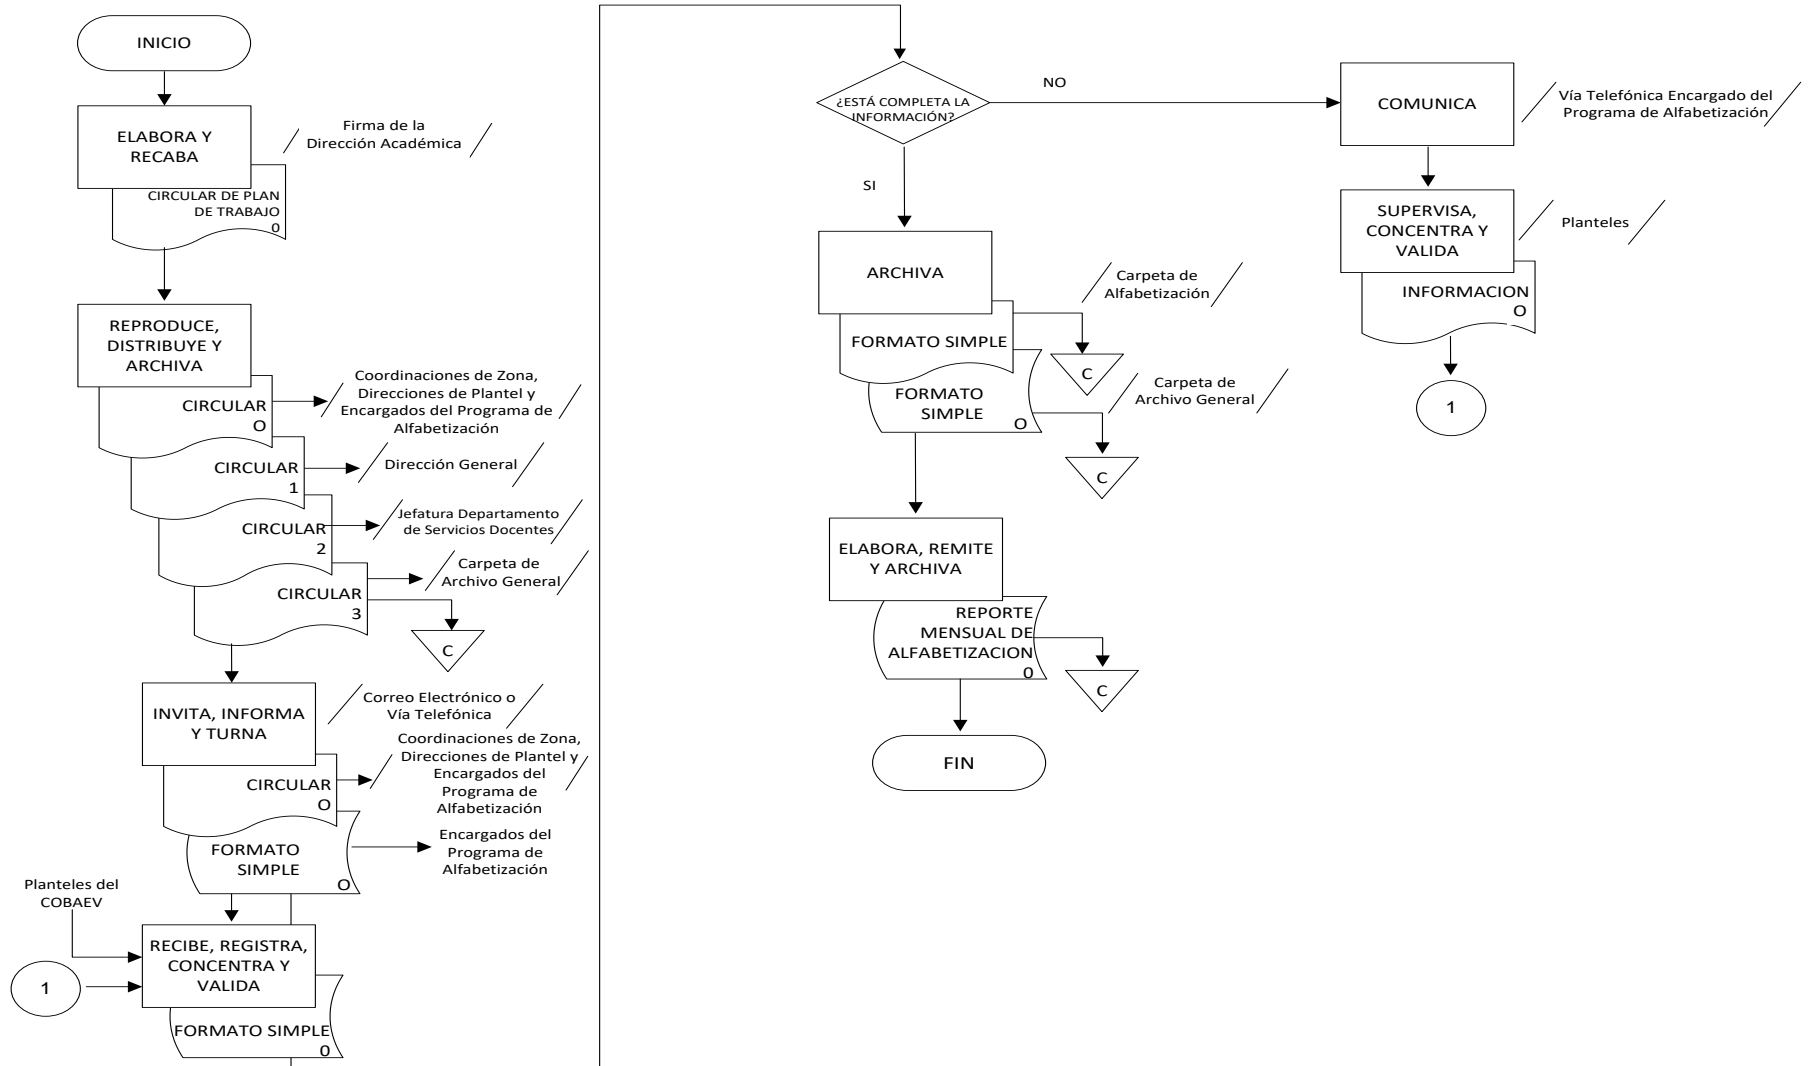 INICIO
ELABORA Y
RECABA
Firma de la
Dirección Académica
CIRCULAR DE PLAN
DE TRABAJO
0
REPRODUCE,
DISTRIBUYE Y
ARCHIVA
CIRCULAR
O
Coordinaciones de Zona,
Direcciones de Plantel y
Encargados del Programa de
Alfabetización
CIRCULAR
1
Dirección General
CIRCULAR
2
Jefatura Departamento
de Servicios Docentes
CIRCULAR
3
Carpeta de
Archivo General
C
INVITA, INFORMA
Y TURNA
Correo Electrónico o
Vía Telefónica
CIRCULAR
O
Coordinaciones de Zona,
Direcciones de Plantel y
Encargados del
Programa de
Alfabetización
FORMATO
SIMPLE
O
Encargados del
Programa de
Alfabetización
Planteles del
COBAEV
1
RECIBE, REGISTRA,
CONCENTRA Y
VALIDA
FORMATO SIMPLE
0
¿ESTÁ COMPLETA LA
INFORMACIÓN?
NO
SI
ARCHIVA
FORMATO SIMPLE
Carpeta de
Alfabetización
C
FORMATO
SIMPLE
O
Carpeta de
Archivo General
C
ELABORA, REMITE
Y ARCHIVA
REPORTE
MENSUAL DE
ALFABETIZACION
0
C
FIN
COMUNICA
Vía Telefónica Encargado del
Programa de Alfabetización
SUPERVISA,
CONCENTRA Y
VALIDA
Planteles
INFORMACION
O
1